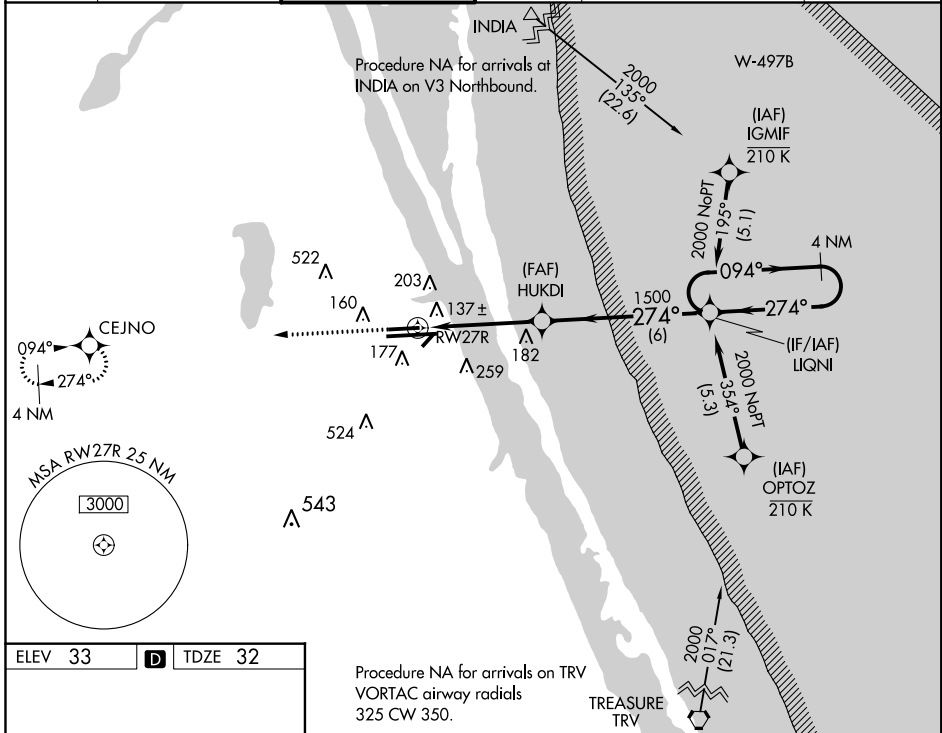 INDIA
Procedure NA for arrivals at
INDIA on V3 Northbound.
2000
135°
(22.6)
W-497B
(IAF)
IGMIF
210 K
2000 NoPT
195°
(5.1)
4 NM
094°
522
203
(FAF)
HUKDI
1500
274°
(6)
274°
160
137±
RW27R
182
(IF/IAF)
LIQNI
CEJNO
094°
274°
4 NM
177
259
2000 NoPT
354°
(5.3)
524
(IAF)
OPTOZ
210 K
MSA RW27R 25 NM
3000
543
2000
017°
(21.3)
ELEV 33 D TDZE 32
Procedure NA for arrivals on TRV
VORTAC airway radials
325 CW 350.
TREASURE
TRV